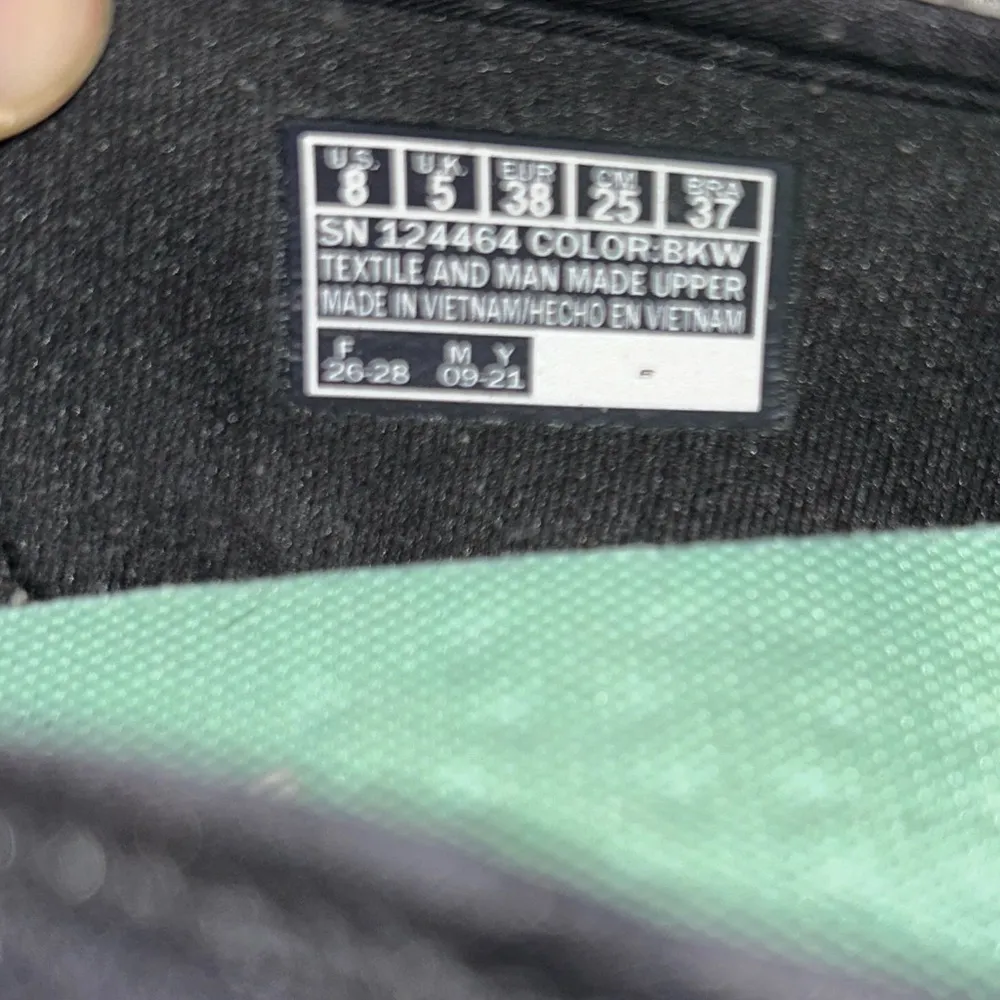 U.S. U.K. EUR CM BRA
8 5 38 25 37
SN 124464 COLOR:BKW
TEXTILE AND MAN MADE UPPER
MADE IN VIETNAM/HECHO EN VIETNAM
F M Y
26-28 09-21